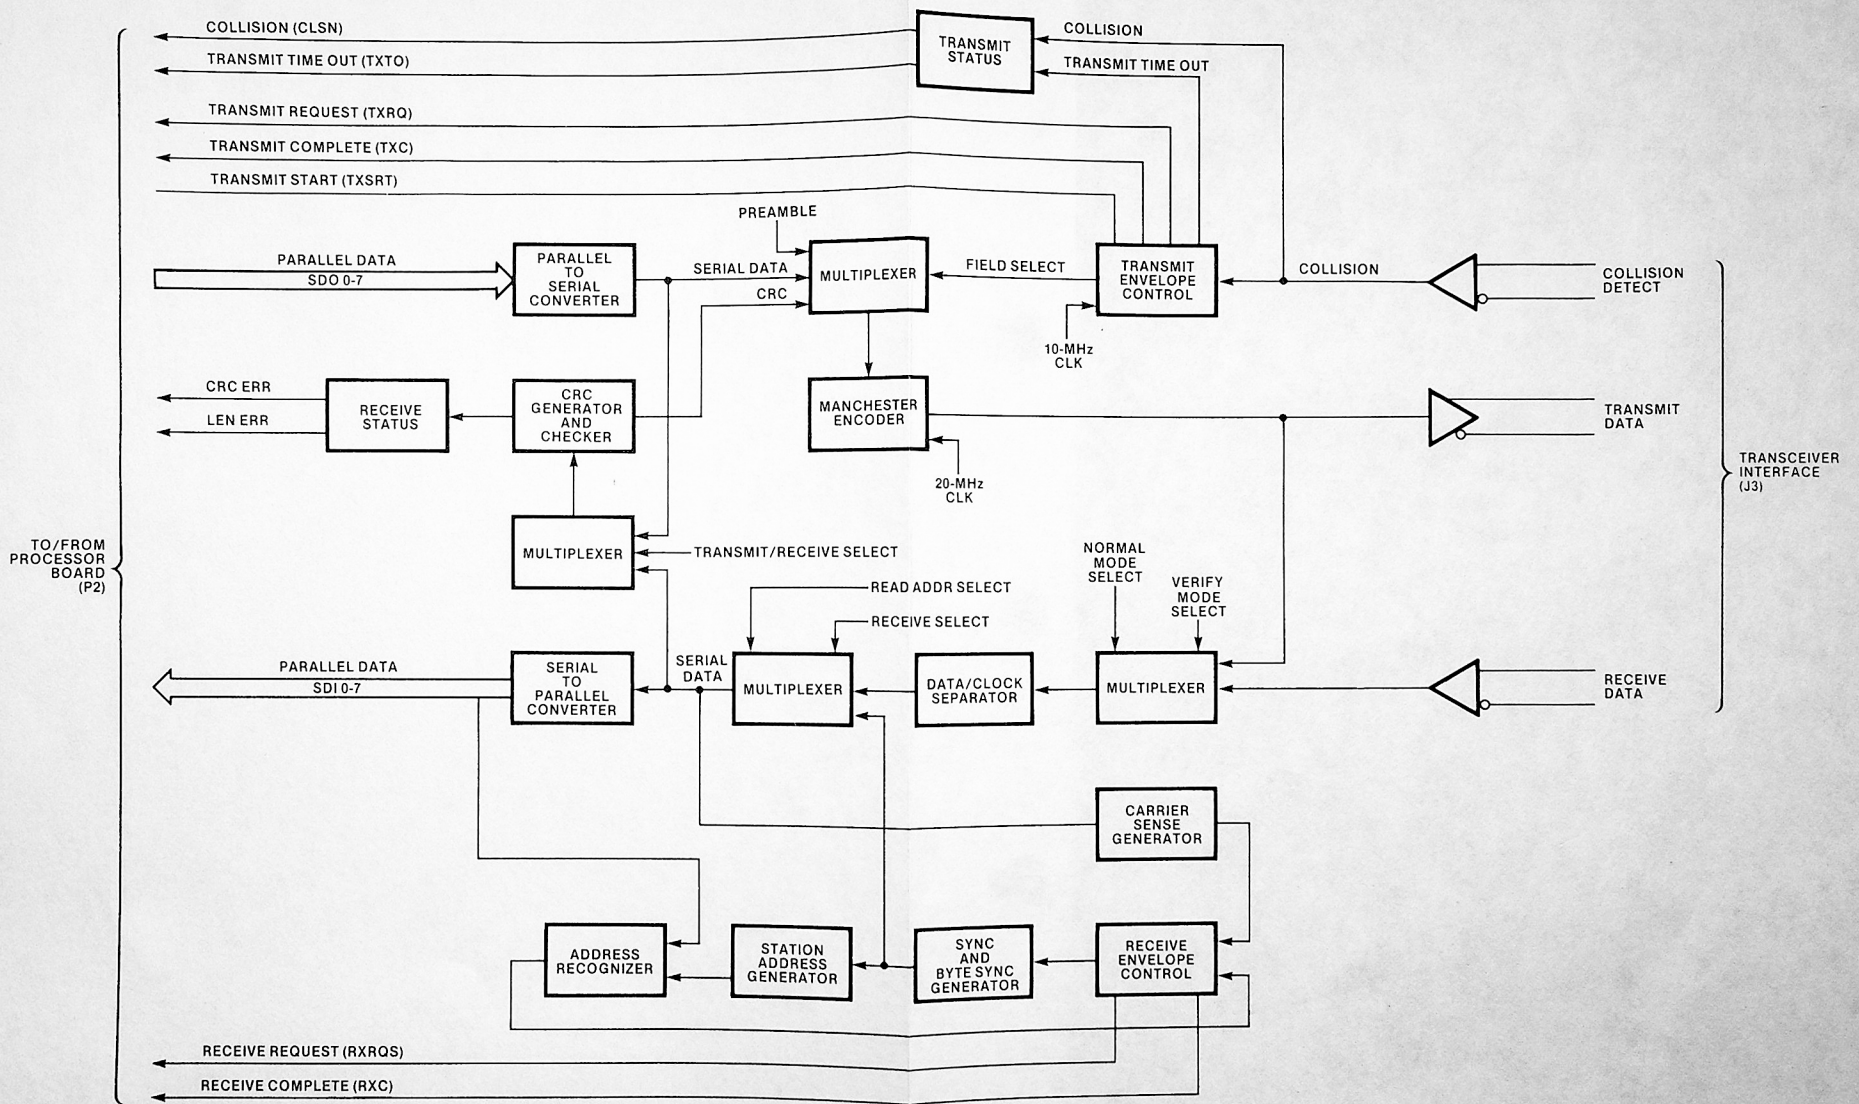 COLLISION (CLSN)
TRANSMIT
STATUS
COLLISION
TRANSMIT TIME OUT (TXTO)
TRANSMIT TIME OUT
TRANSMIT REQUEST (TXRQ)
TRANSMIT COMPLETE (TXC)
TRANSMIT START (TXSRT)
PREAMBLE
PARALLEL DATA
SDO 0-7
PARALLEL
TO
SERIAL
CONVERTER
SERIAL DATA
CRC
MULTIPLEXER
FIELD SELECT
TRANSMIT
ENVELOPE
CONTROL
COLLISION
COLLISION
DETECT
10-MHz
CLK
CRC ERR
LEN ERR
RECEIVE
STATUS
CRC
GENERATOR
AND
CHECKER
MANCHESTER
ENCODER
TRANSMIT
DATA
20-MHz
CLK
TRANSCEIVER
INTERFACE
(J3)
TO/FROM
PROCESSOR
BOARD
(P2)
MULTIPLEXER
TRANSMIT/RECEIVE SELECT
NORMAL
MODE
SELECT
VERIFY
MODE
SELECT
READ ADDR SELECT
RECEIVE SELECT
PARALLEL DATA
SDI 0-7
SERIAL
TO
PARALLEL
CONVERTER
SERIAL
DATA
MULTIPLEXER
DATA/CLOCK
SEPARATOR
MULTIPLEXER
RECEIVE
DATA
CARRIER
SENSE
GENERATOR
ADDRESS
RECOGNIZER
STATION
ADDRESS
GENERATOR
SYNC
AND
BYTE SYNC
GENERATOR
RECEIVE
ENVELOPE
CONTROL
RECEIVE REQUEST (RXRQS)
RECEIVE COMPLETE (RXC)